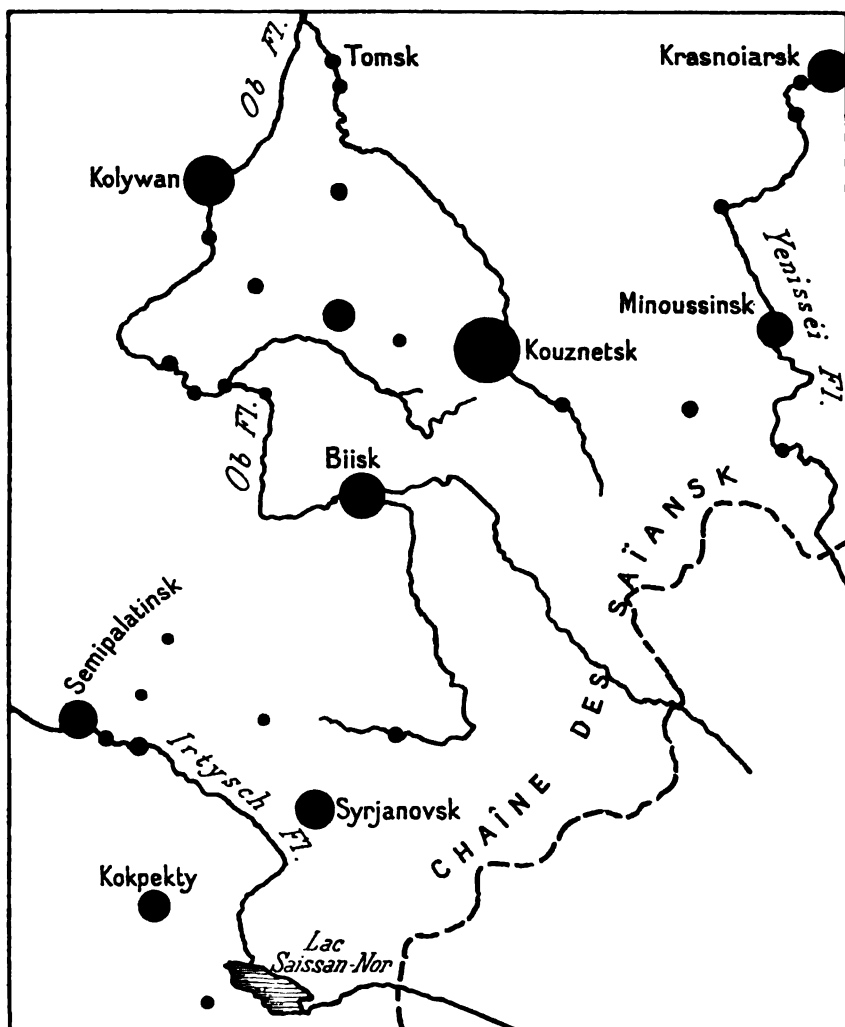 Ob Fl.
Tomsk
Krasnoiarsk
Kolywan
Yenisséi Fl.
Minoussinsk
Kouznetsk
Ob Fl.
Biisk
SAÏANSK
Semipalatinsk
CHAÎNE DES
Irtysch Fl.
Syrjanovsk
Kokpekty
Lac
Saissan-Nor